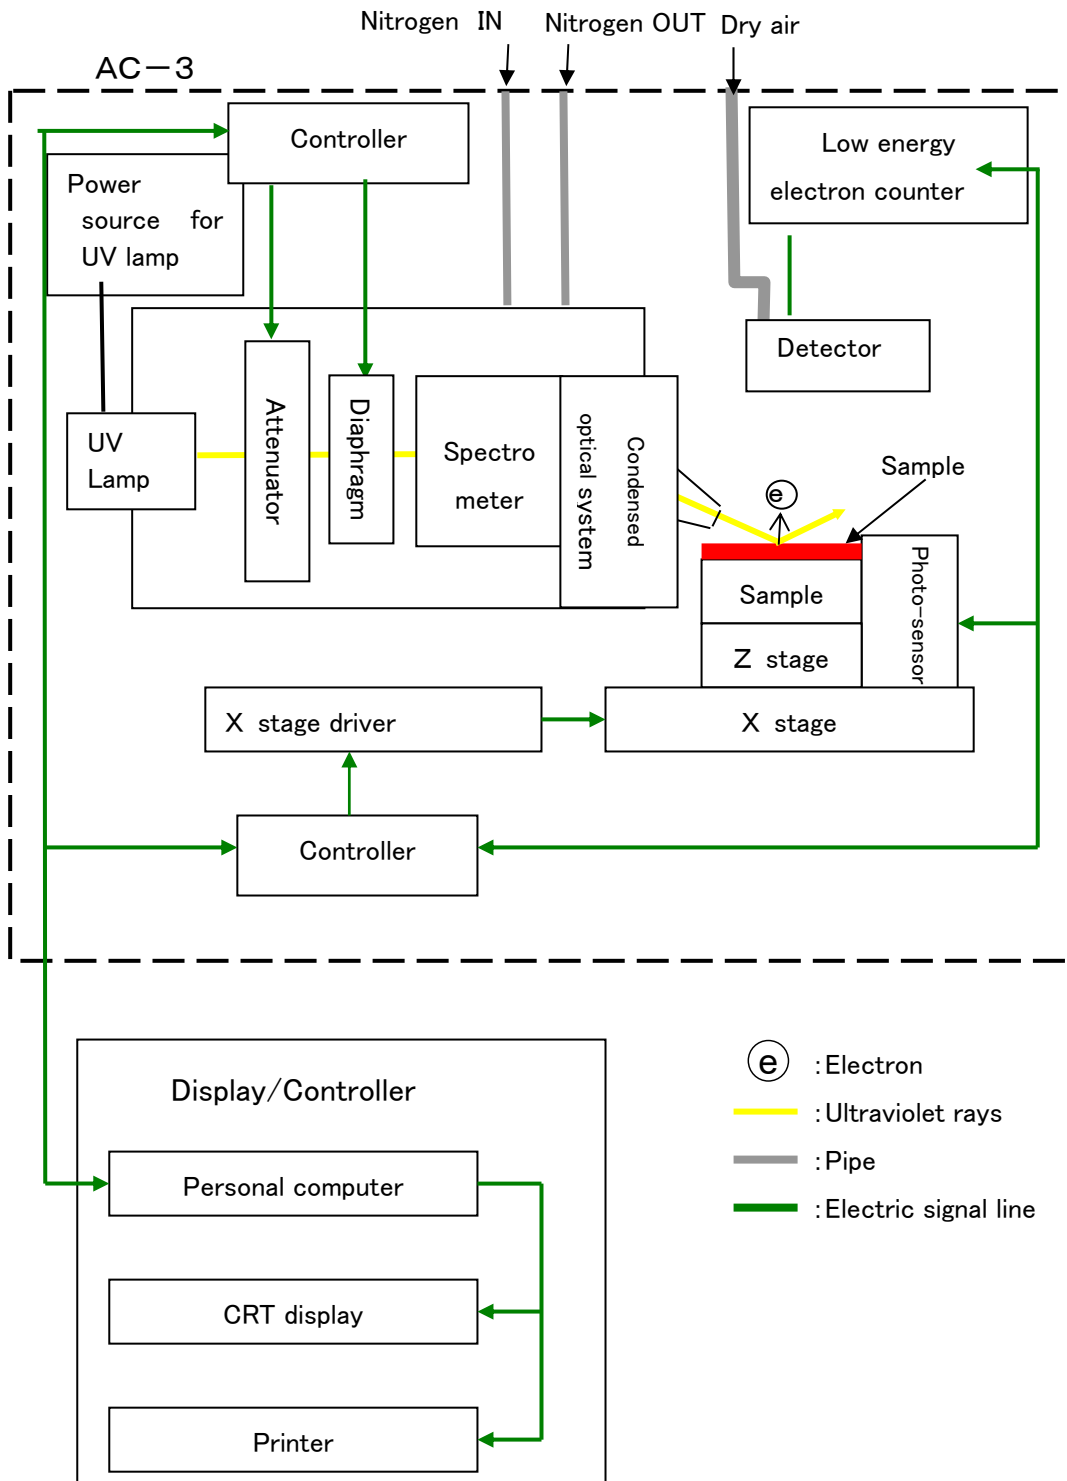 Nitrogen IN
Nitrogen OUT
Dry air
AC－3
Controller
Low energy
electron counter
Power
source for
UV lamp
Detector
UV
Lamp
Attenuator
Diaphragm
Spectro
meter
Condensed
optical system
e
Sample
Sample
Z stage
Photo-sensor
X stage driver
X stage
Controller
Display/Controller
Personal computer
CRT display
Printer
e :Electron
:Ultraviolet rays
:Pipe
:Electric signal line